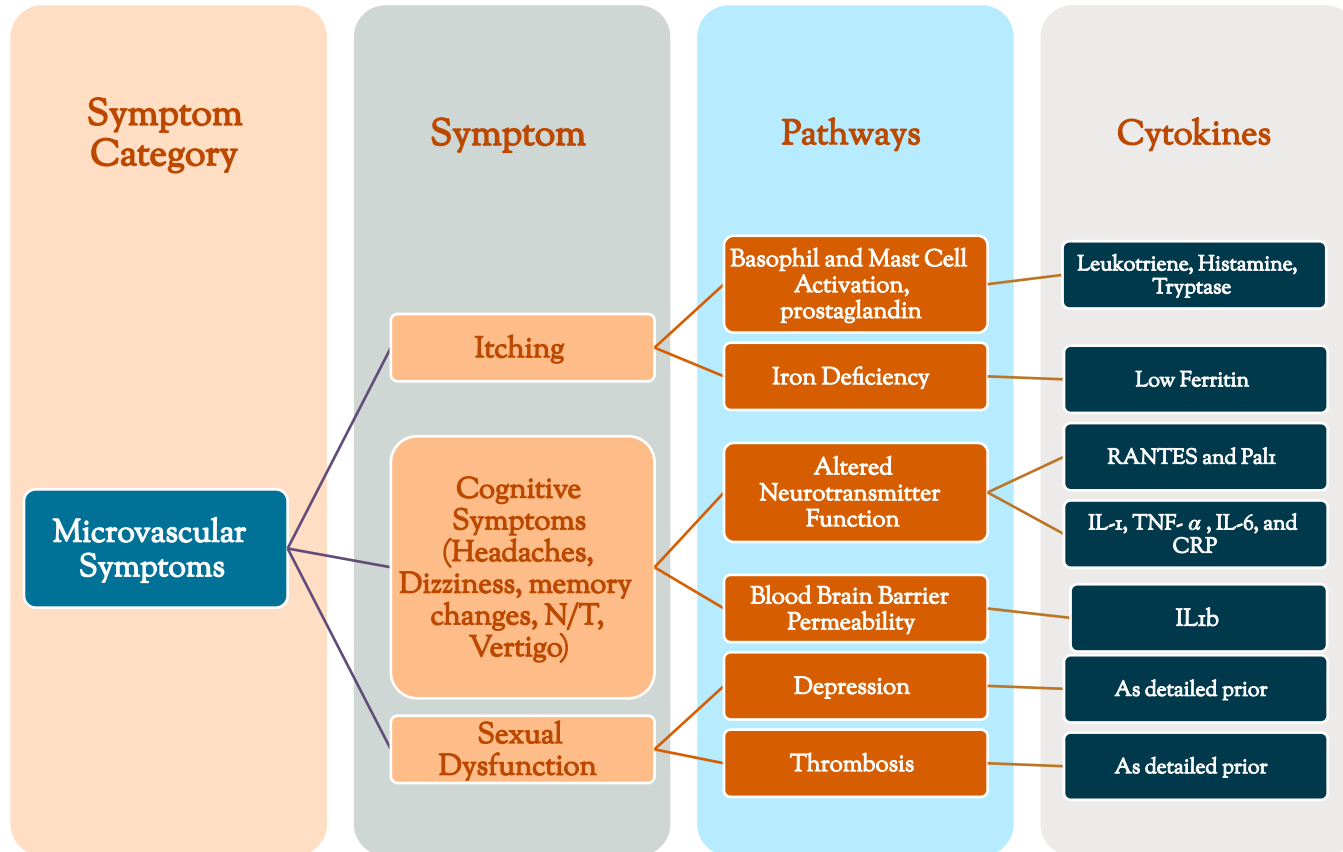 Symptom
Category
Symptom
Pathways
Cytokines
Microvascular
Symptoms
Itching
Cognitive
Symptoms
(Headaches,
Dizziness, memory
changes, N/T,
Vertigo)
Sexual
Dysfunction
Basophil and Mast Cell
Activation,
prostaglandin
Iron Deficiency
Altered
Neurotransmitter
Function
Blood Brain Barrier
Permeability
Depression
Thrombosis
Leukotriene, Histamine,
Tryptase
Low Ferritin
RANTES and Pal1
IL-1, TNF- α , IL-6, and
CRP
IL1b
As detailed prior
As detailed prior